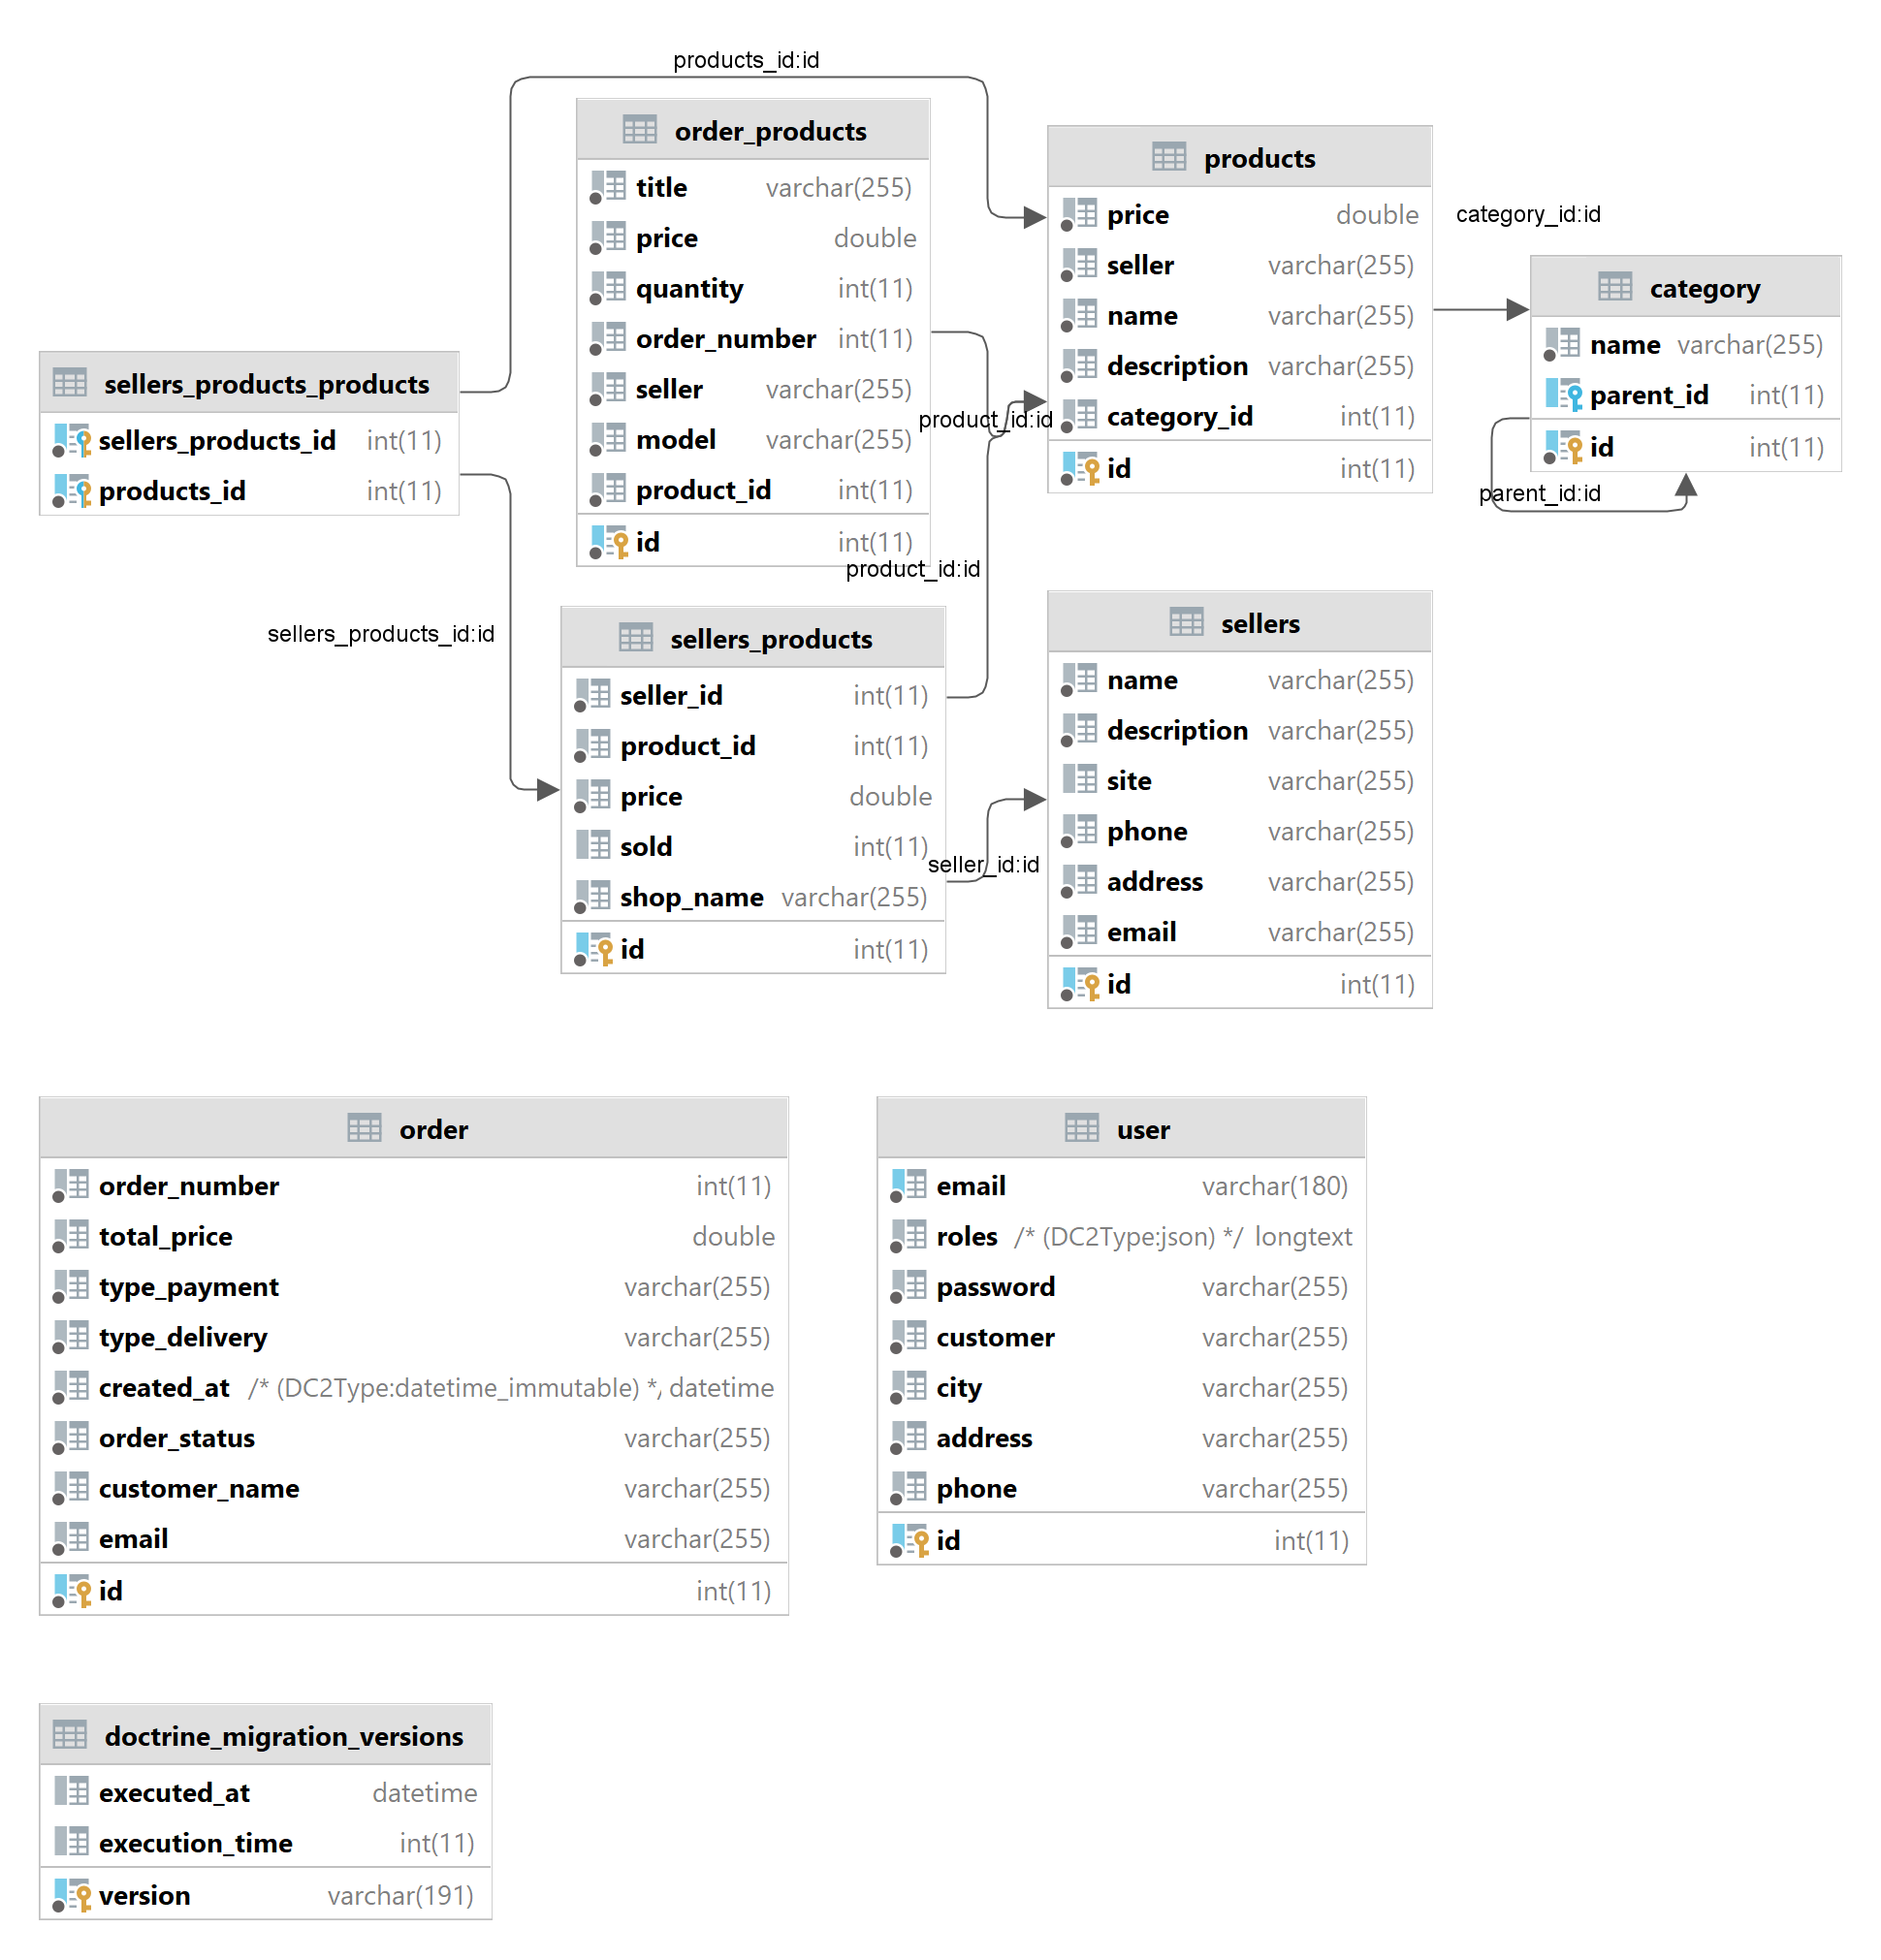 products_id:id
order_products
title varchar(255)
price double
quantity int(11)
order_number int(11)
seller varchar(255)
model varchar(255)
product_id int(11)
id int(11)
products
price double
seller varchar(255)
name varchar(255)
description varchar(255)
category_id int(11)
id int(11)
category_id:id
category
name varchar(255)
parent_id int(11)
id int(11)
parent_id:id
sellers_products_products
sellers_products_id int(11)
products_id int(11)
product_id:id
product_id:id
sellers_products_id:id
sellers_products
seller_id int(11)
product_id int(11)
price double
sold int(11)
shop_name varchar(255)
id int(11)
seller_id:id
sellers
name varchar(255)
description varchar(255)
site varchar(255)
phone varchar(255)
address varchar(255)
email varchar(255)
id int(11)
order
order_number int(11)
total_price double
type_payment varchar(255)
type_delivery varchar(255)
created_at /* (DC2Type:datetime_immutable) */ datetime
order_status varchar(255)
customer_name varchar(255)
email varchar(255)
id int(11)
user
email varchar(180)
roles /* (DC2Type:json) */ longtext
password varchar(255)
customer varchar(255)
city varchar(255)
address varchar(255)
phone varchar(255)
id int(11)
doctrine_migration_versions
executed_at datetime
execution_time int(11)
version varchar(191)